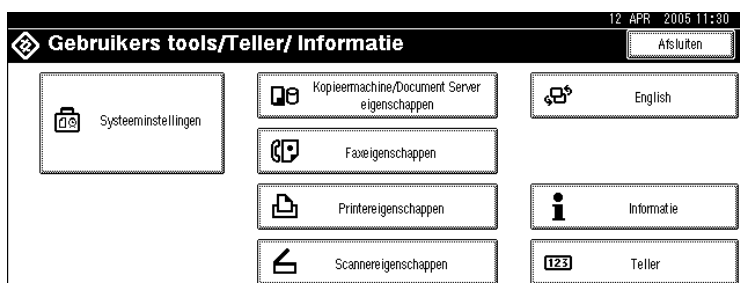 12 APR 2005 11:30
Gebruikers tools/Teller/ Informatie
Afsluiten
Systeeminstellingen
Kopieermachine/Document Server
eigenschappen
English
Faxeigenschappen
Printereigenschappen
Informatie
Scannereigenschappen
123
Teller